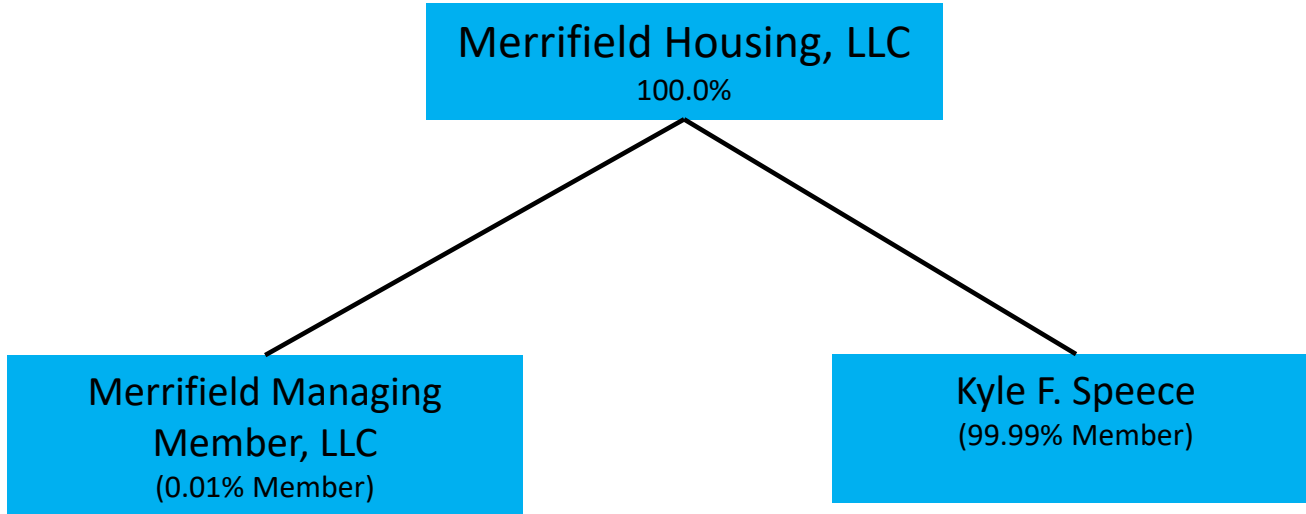 Merrifield Housing, LLC
100.0%
Merrifield Managing
Member, LLC
(0.01% Member)
Kyle F. Speece
(99.99% Member)